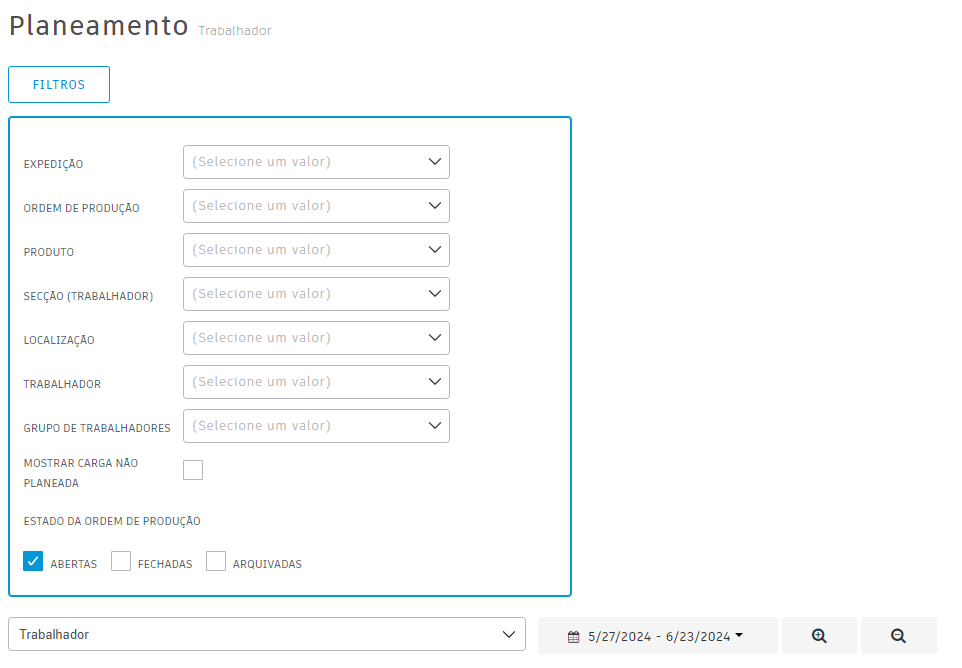 Planeamento Trabalhador
FILTROS
EXPEDIÇÃO (Selecione um valor)
ORDEM DE PRODUÇÃO (Selecione um valor)
PRODUTO (Selecione um valor)
SECÇÃO (TRABALHADOR) (Selecione um valor)
LOCALIZAÇÃO (Selecione um valor)
TRABALHADOR (Selecione um valor)
GRUPO DE TRABALHADORES (Selecione um valor)
MOSTRAR CARGA NÃO
PLANEADA
ESTADO DA ORDEM DE PRODUÇÃO
ABERTAS FECHADAS ARQUIVADAS
Trabalhador 5/27/2024 - 6/23/2024